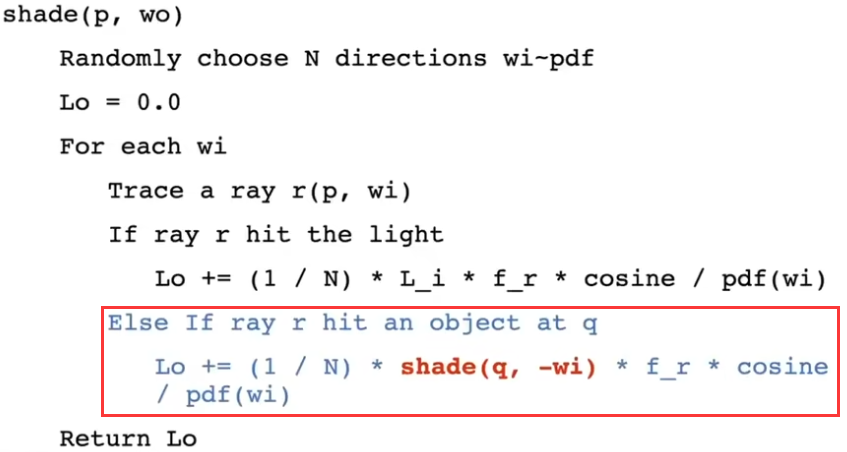 shade(p, wo)
Randomly choose N directions wi~pdf
Lo = 0.0
For each wi
Trace a ray r(p, wi)
If ray r hit the light
Lo += (1 / N) * L_i * f_r * cosine / pdf(wi)
Else If ray r hit an object at q
Lo += (1 / N) * shade(q, -wi) * f_r * cosine
/ pdf(wi)
Return Lo